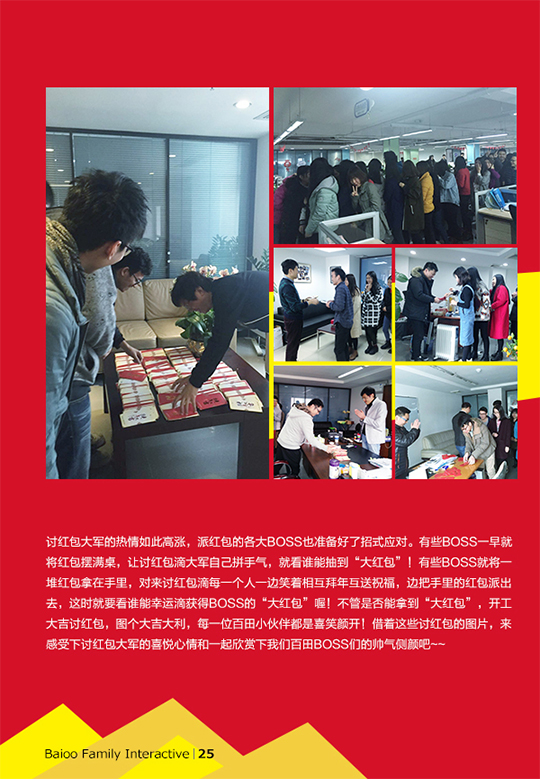 讨红包大军的热情如此高涨，派红包的各大BOSS也准备好了招式应对。有些BOSS一早就
将红包摆满桌，让讨红包滴大军自己拼手气，就看谁能抽到“大红包”！有些BOSS就将一
堆红包拿在手里，对来讨红包滴每一个人一边笑着相互拜年互送祝福，边把手里的红包派出
去，这时就要看谁能幸运滴获得BOSS的“大红包”喔！不管是否能拿到“大红包”，开工
大吉讨红包，图个大吉大利，每一位百田小伙伴都是喜笑颜开！借着这些讨红包的图片，来
感受下讨红包大军的喜悦心情和一起欣赏下我们百田BOSS们的帅气侧颜吧~~
Baioo Family Interactive | 25